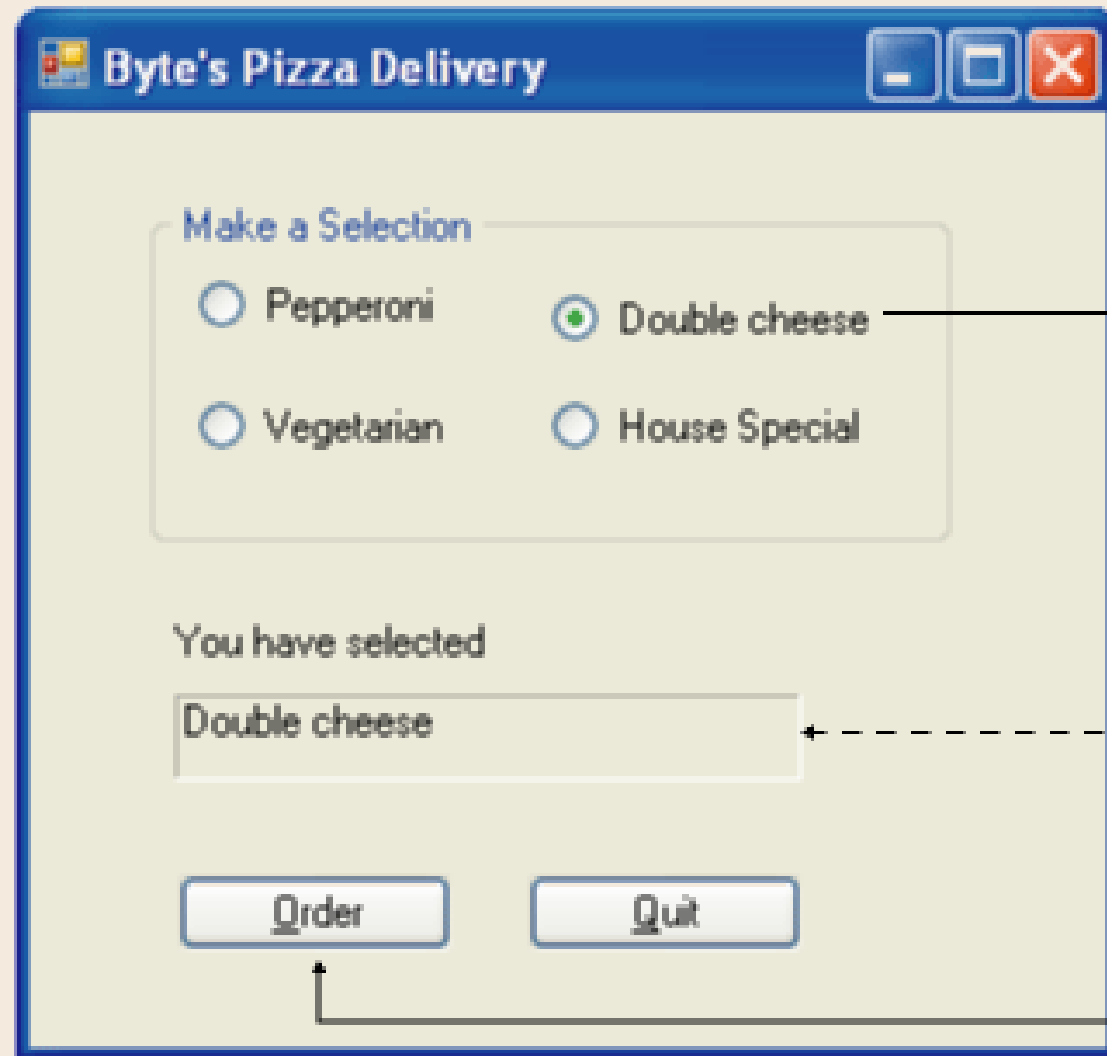 Byte's Pizza Delivery
Make a Selection
Pepperoni
Double cheese
Vegetarian
House Special
You have selected
Double cheese
Order
Quit